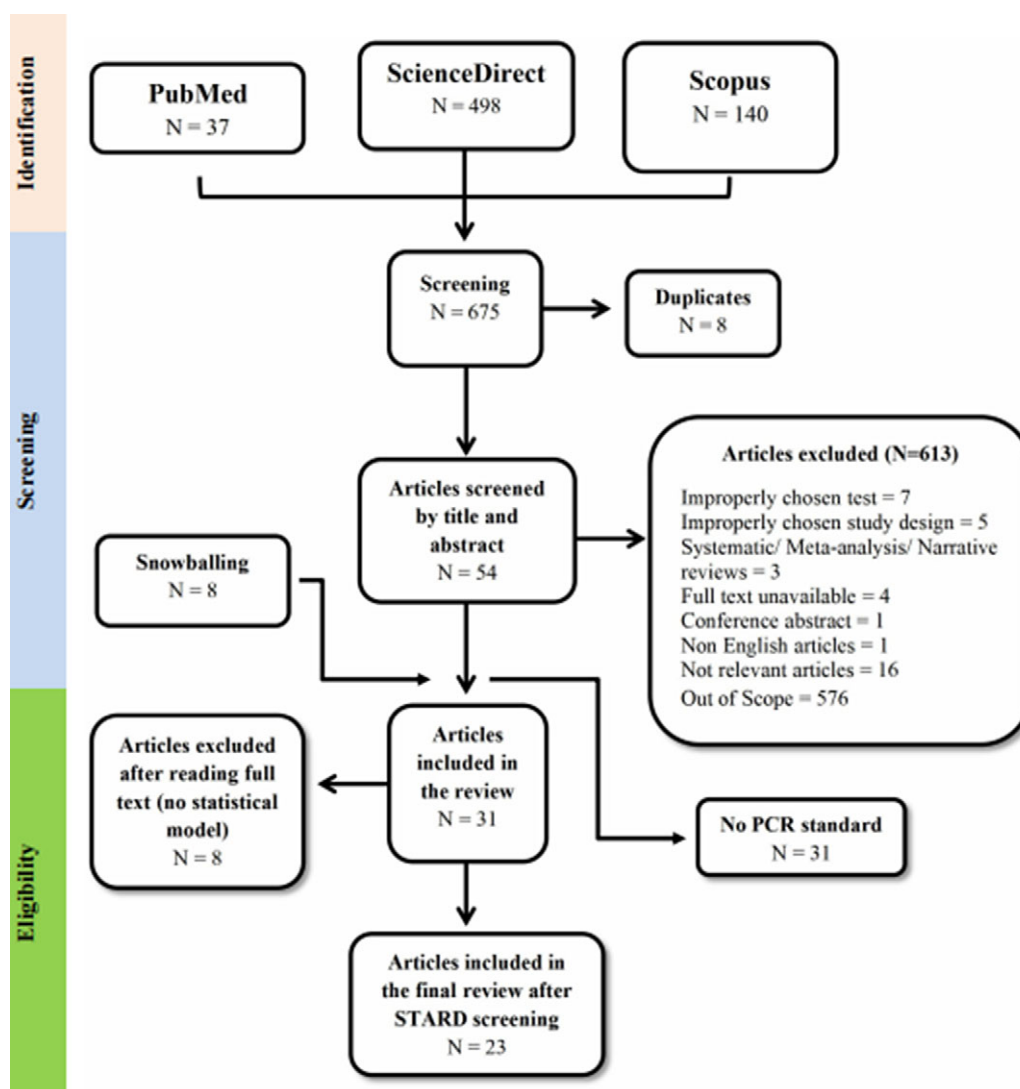 Identification
PubMed
N = 37
ScienceDirect
N = 498
Scopus
N = 140
Screening
Screening
N = 675
Duplicates
N = 8
Articles screened
by title and
abstract
N = 54
Articles excluded (N=613)
Improperly chosen test = 7
Improperly chosen study design = 5
Systematic/ Meta-analysis/ Narrative
reviews = 3
Full text unavailable = 4
Conference abstract = 1
Non English articles = 1
Not relevant articles = 16
Out of Scope = 576
Snowballing
N = 8
Eligibility
Articles excluded
after reading full
text (no statistical
model)
N = 8
Articles
included in
the review
N = 31
No PCR standard
N = 31
Articles included in
the final review after
STARD screening
N = 23